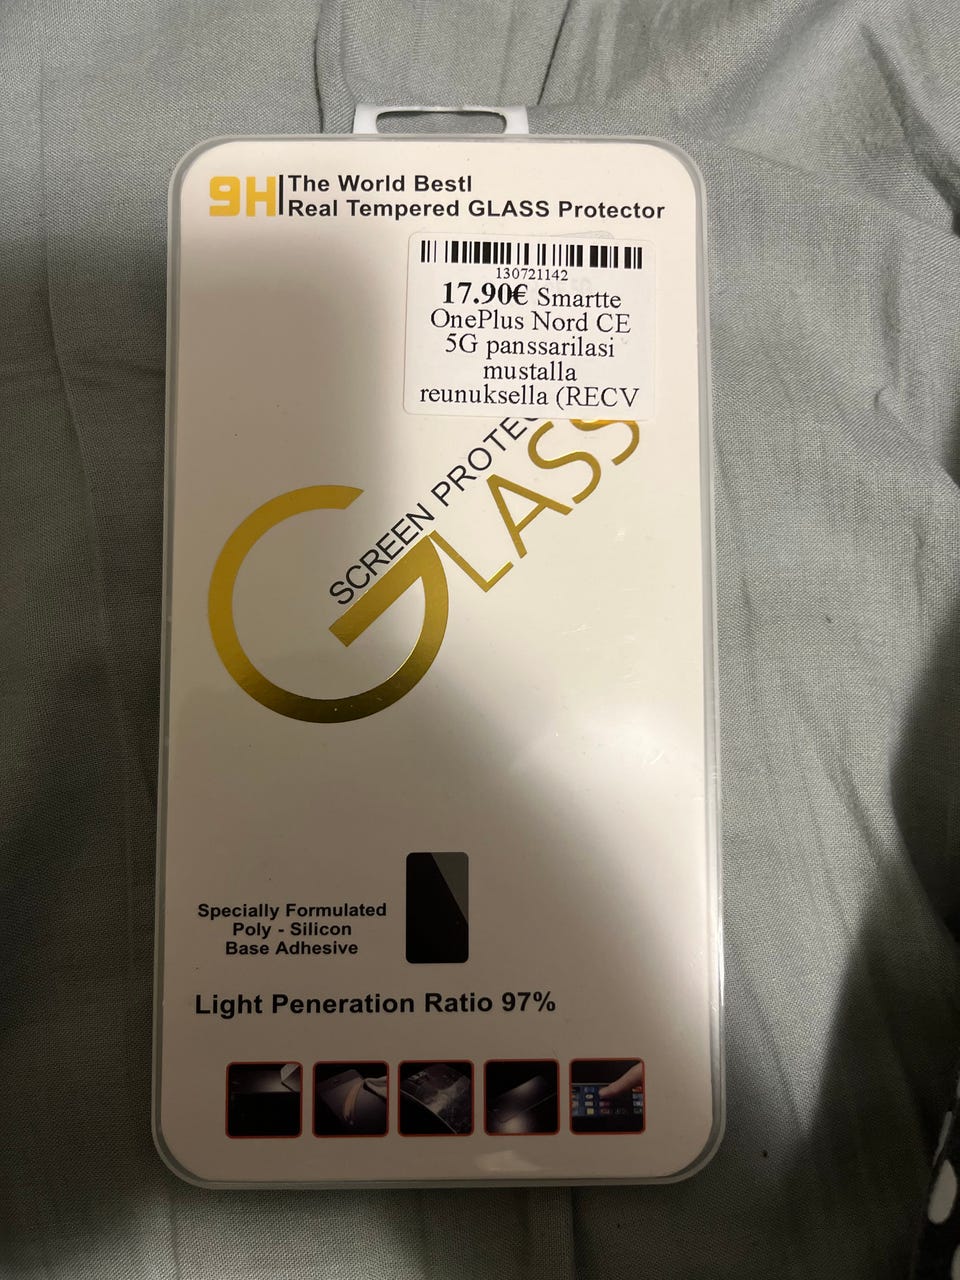 9H
The World Bestl
Real Tempered GLASS Protector
130721142
17.90€ Smartte
OnePlus Nord CE
5G panssarilasi
mustalla
reunuksella (RECV
SCREEN PROTEC
GLASS
Specially Formulated
Poly - Silicon
Base Adhesive
Light Peneration Ratio 97%